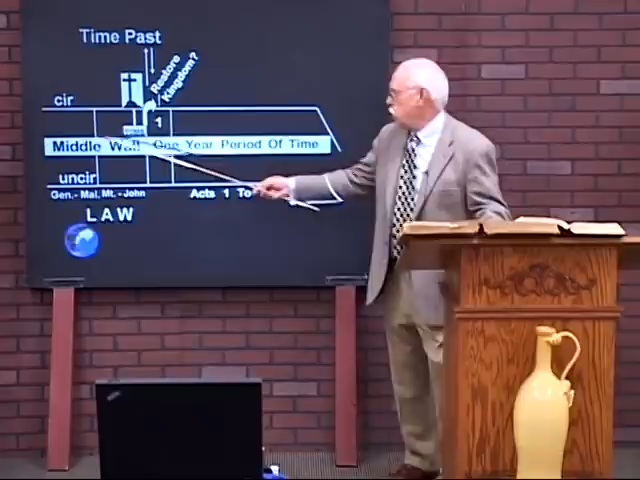 Time Past
Restore
Kingdom?
cir
1
Middle Wall One Year Period Of Time
uncir
Gen.- Mal. Mt. - John
Acts 1 To
LAW